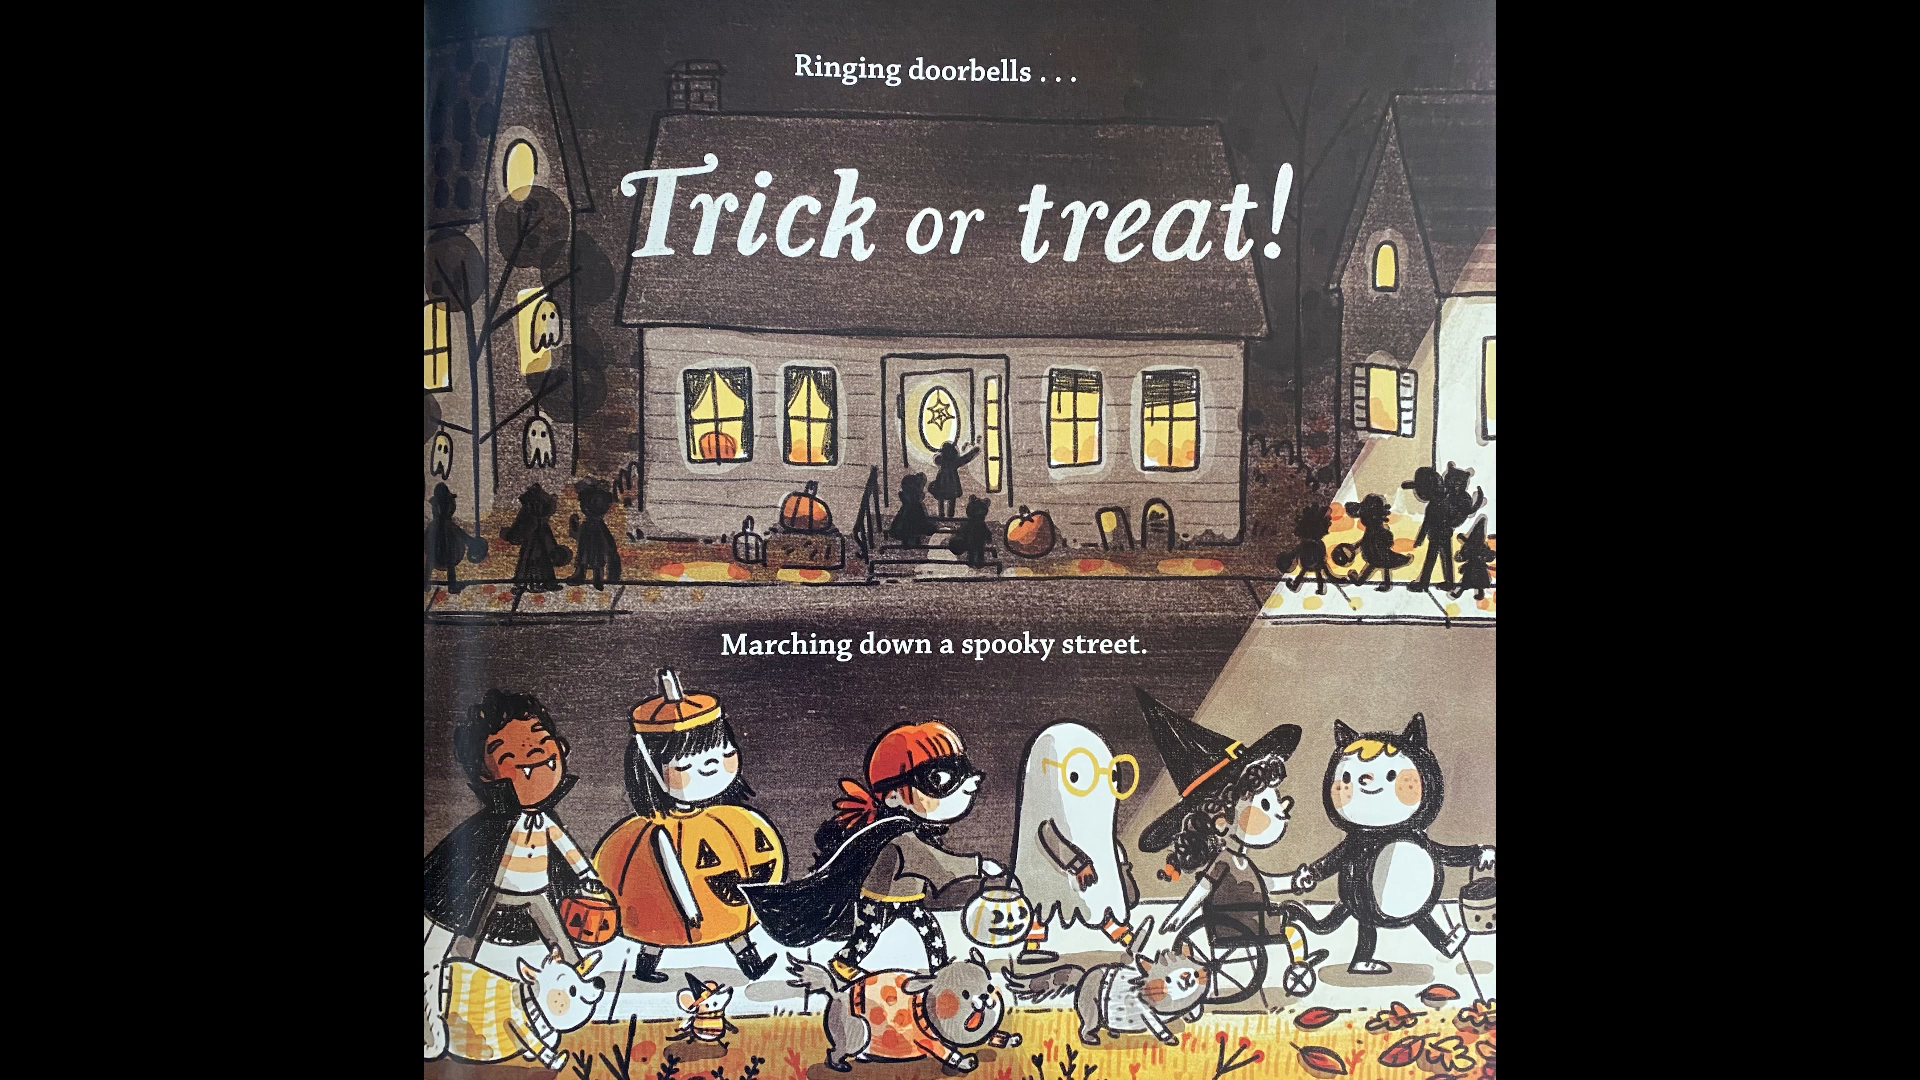 Ringing doorbells . . .
Trick or treat!
Marching down a spooky street.